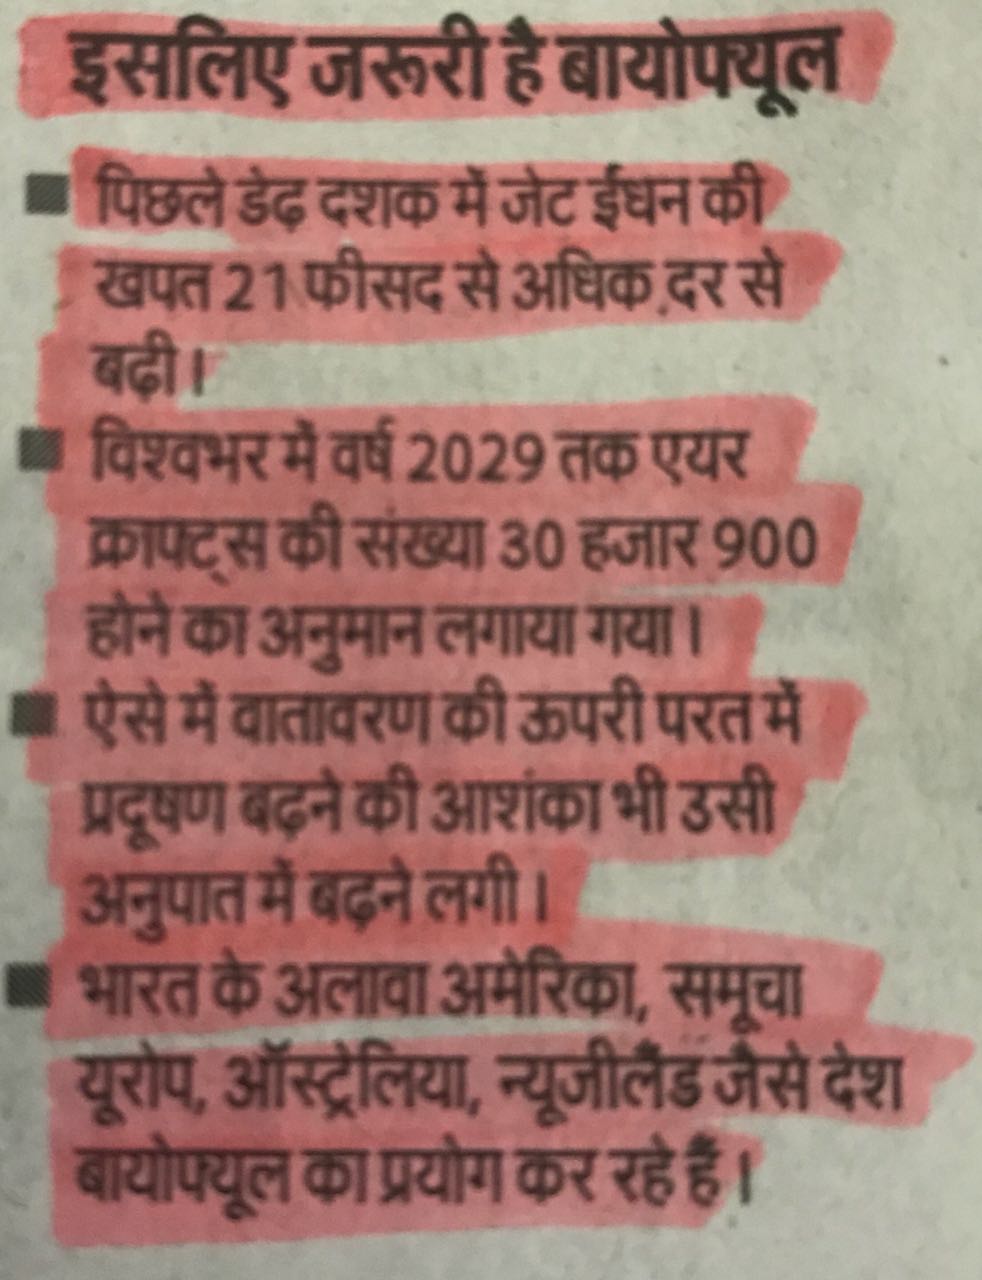 इसलिए जरूरी है बायोफ्यूल
पिछले डेढ़ दशक में जेट ईंधन की
खपत 21 फीसद से अधिक दर से
बढ़ी।
विश्वभर में वर्ष 2029 तक एयर
क्राफ्ट्स की संख्या 30 हजार 900
होने का अनुमान लगाया गया।
ऐसे में वातावरण की ऊपरी परत में
प्रदूषण बढ़ने की आशंका भी उसी
अनुपात में बढ़ने लगी।
भारत के अलावा अमेरिका, समूचा
यूरोप, ऑस्ट्रेलिया, न्यूजीलैंड जैसे देश
बायोफ्यूल का प्रयोग कर रहे हैं।